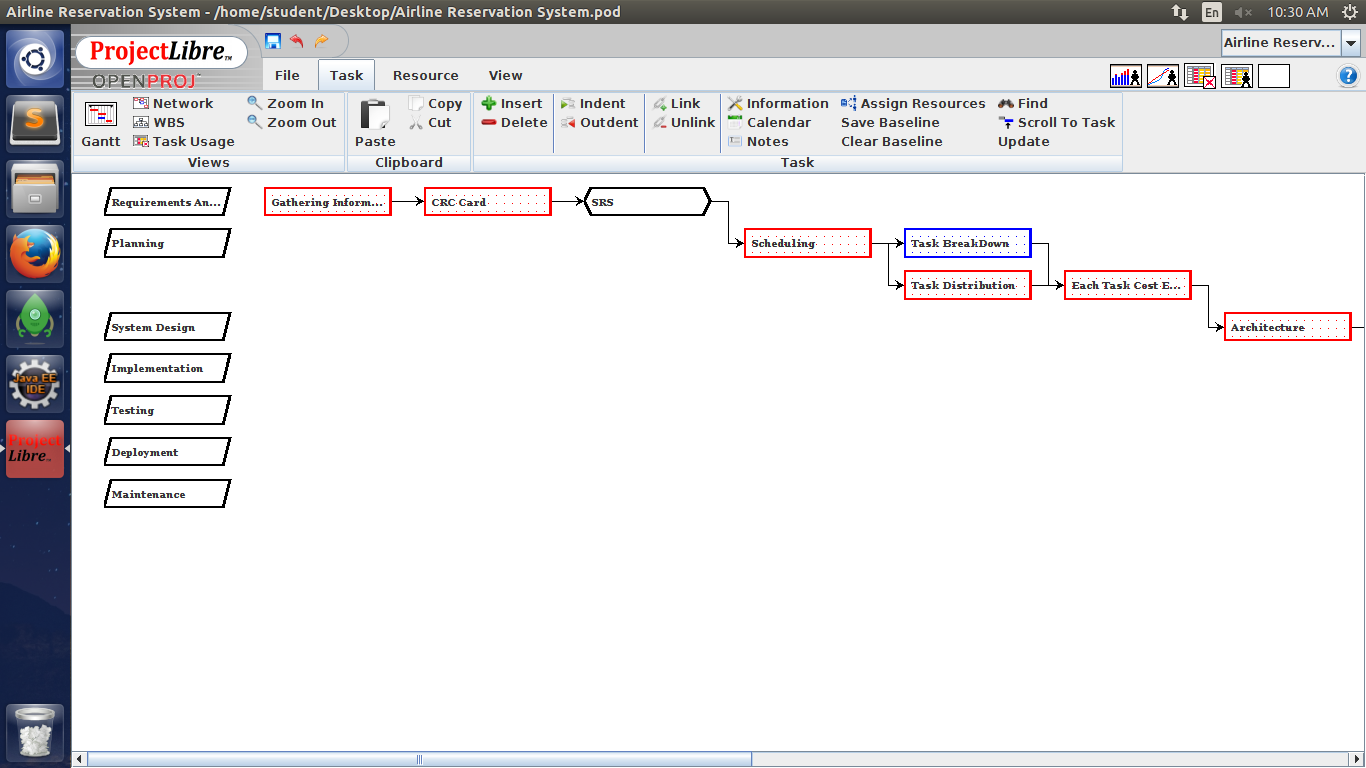 Airline Reservation System - /home/student/Desktop/Airline Reservation System.pod
En
10:30 AM
ProjectLibre™
OPENPROJ
Airline Reserv...
File Task Resource View
Network Zoom In Copy Insert Indent Link Information Assign Resources Find
WBS Zoom Out Cut Delete Outdent Unlink Calendar Save Baseline Scroll To Task
Gantt Task Usage Paste Notes Clear Baseline Update
Views Clipboard Task
Requirements An... Gathering Inform... CRC Card SRS
Planning Scheduling Task BreakDown
Task Distribution Each Task Cost E...
System Design Architecture
Implementation
Testing
Deployment
Maintenance
S
Java EE
IDE
Project
Libre™